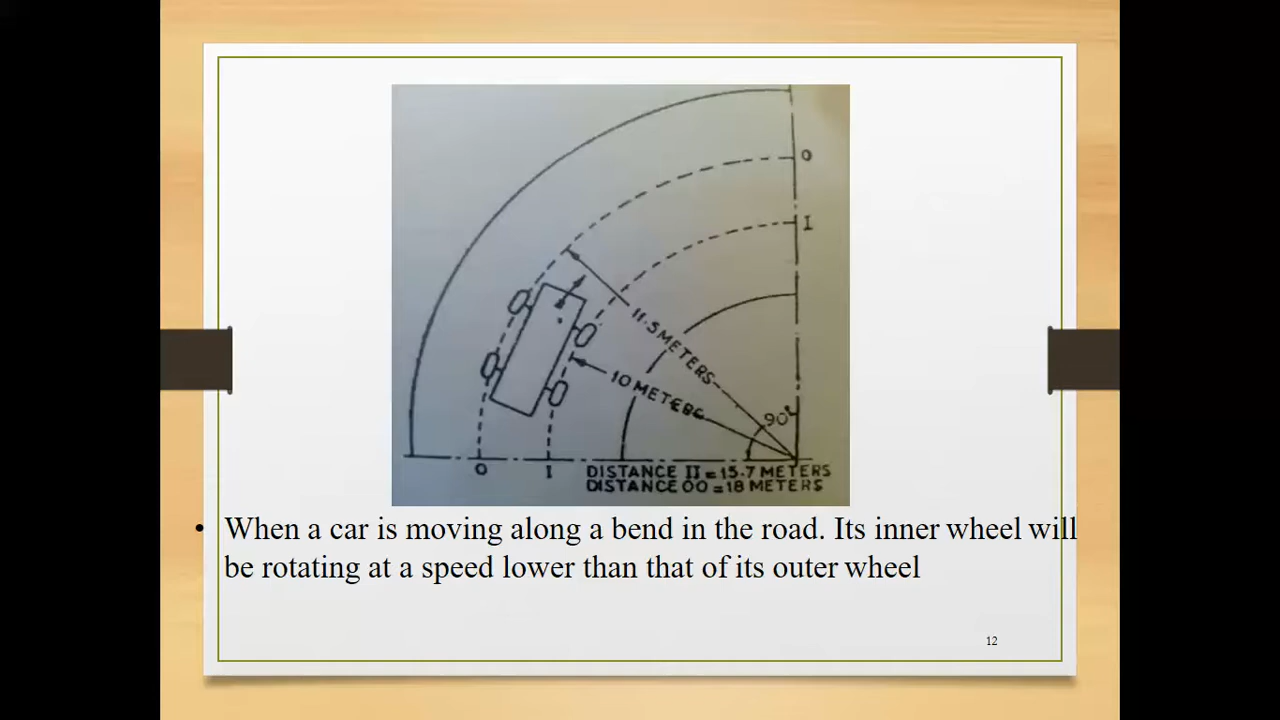 O
I
11.5 METERS
10 METERS
90°
O
I
DISTANCE II = 15.7 METERS
DISTANCE OO = 18 METERS
• When a car is moving along a bend in the road. Its inner wheel will
be rotating at a speed lower than that of its outer wheel
12